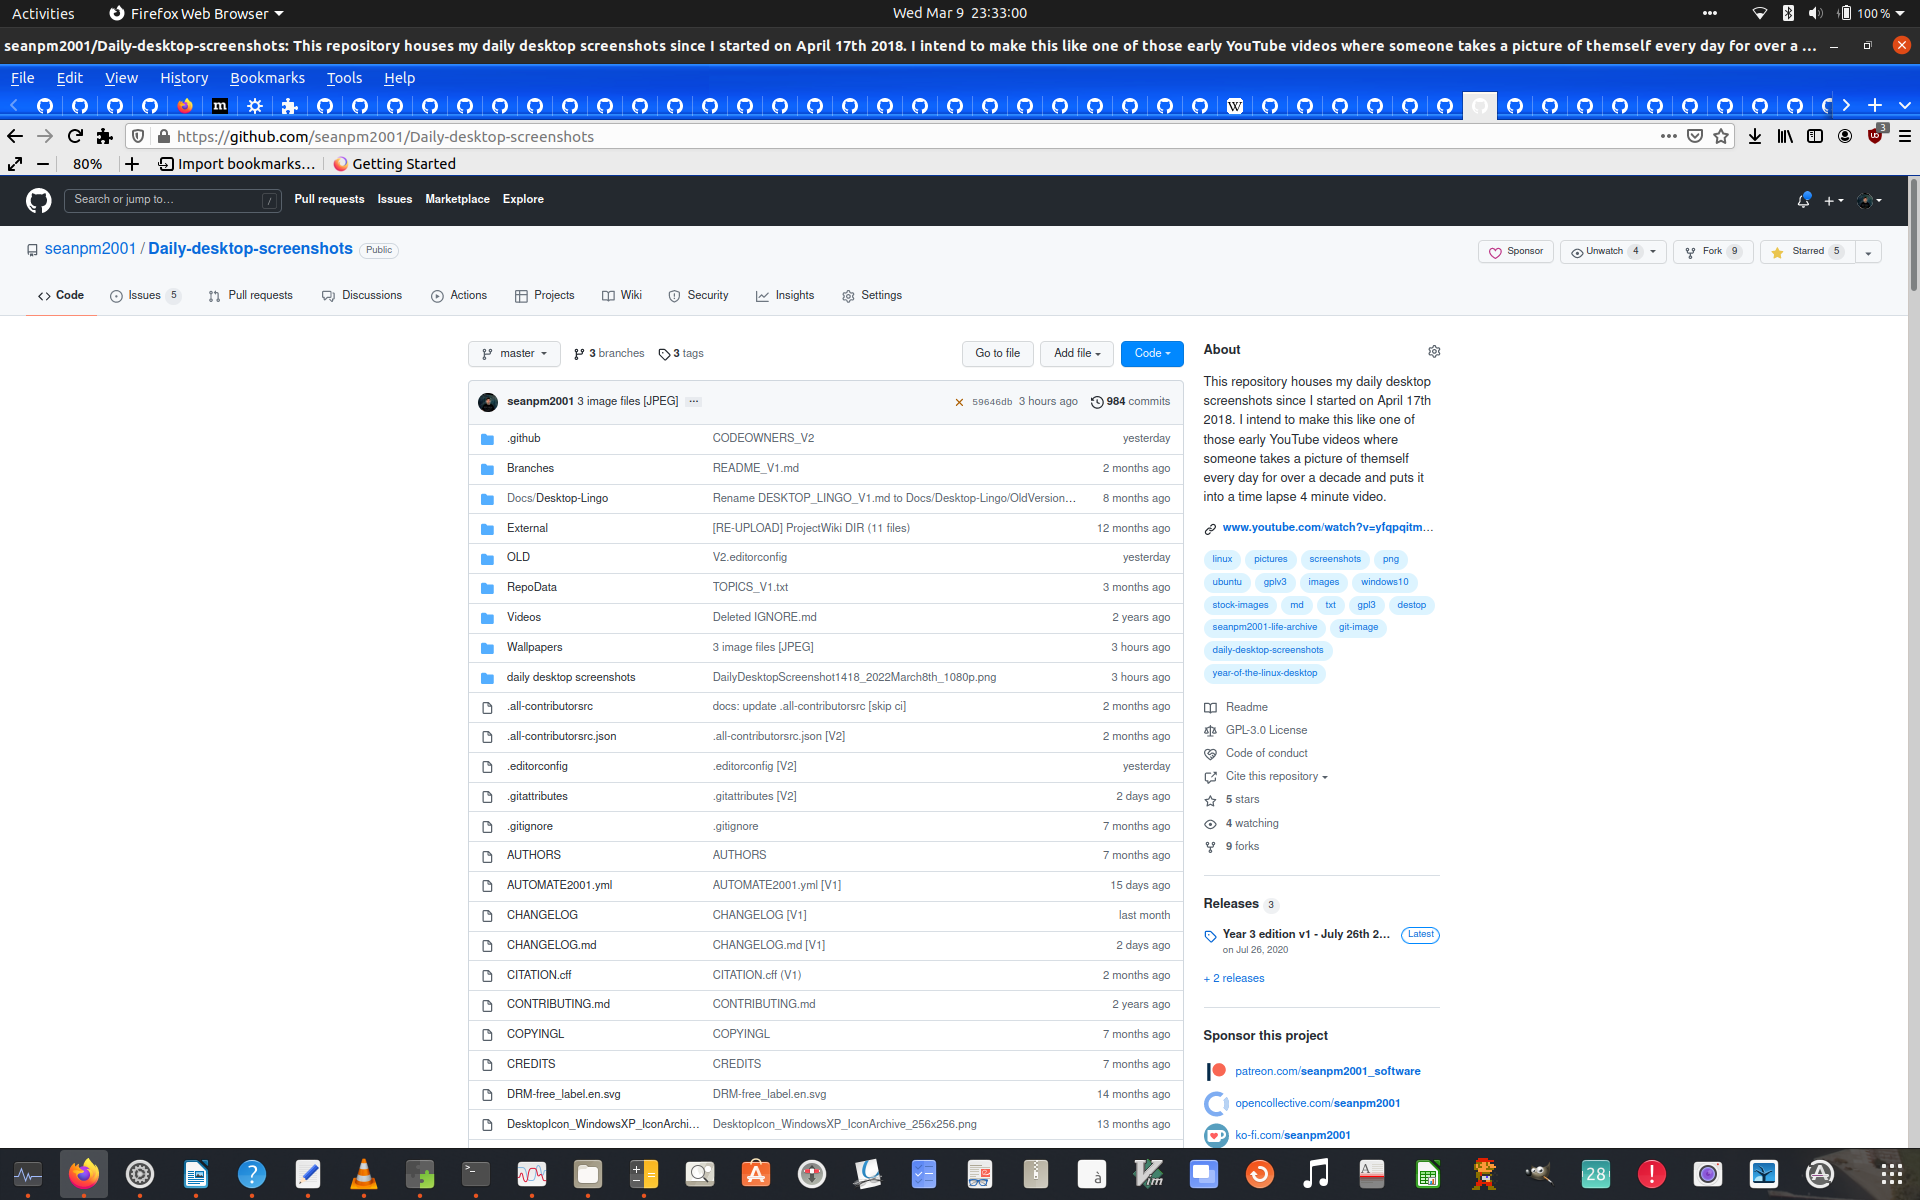 Activities
Firefox Web Browser
Wed Mar 9 23:33:00
100 %
seanpm2001/Daily-desktop-screenshots: This repository houses my daily desktop screenshots since I started on April 17th 2018. I intend to make this like one of those early YouTube videos where someone takes a picture of themself every day for over a ...
File Edit View History Bookmarks Tools Help
https://github.com/seanpm2001/Daily-desktop-screenshots
3
80%
Import bookmarks...
Getting Started
Search or jump to...
/
Pull requests Issues Marketplace Explore
seanpm2001 / Daily-desktop-screenshots Public
Sponsor
Unwatch 4
Fork 9
Starred 5
Code
Issues 5
Pull requests
Discussions
Actions
Projects
Wiki
Security
Insights
Settings
master
3 branches
3 tags
Go to file
Add file
Code
seanpm2001 3 image files [JPEG] ...
59646db 3 hours ago 984 commits
.github CODEOWNERS_V2 yesterday
Branches README_V1.md 2 months ago
Docs/Desktop-Lingo Rename DESKTOP_LINGO_V1.md to Docs/Desktop-Lingo/OldVersion... 8 months ago
External [RE-UPLOAD] ProjectWiki DIR (11 files) 12 months ago
OLD V2.editorconfig yesterday
RepoData TOPICS_V1.txt 3 months ago
Videos Deleted IGNORE.md 2 years ago
Wallpapers 3 image files [JPEG] 3 hours ago
daily desktop screenshots DailyDesktopScreenshot1418_2022March8th_1080p.png 3 hours ago
.all-contributorsrc docs: update .all-contributorsrc [skip ci] 2 months ago
.all-contributorsrc.json .all-contributorsrc.json [V2] 2 months ago
.editorconfig .editorconfig [V2] yesterday
.gitattributes .gitattributes [V2] 2 days ago
.gitignore .gitignore 7 months ago
AUTHORS AUTHORS 7 months ago
AUTOMATE2001.yml AUTOMATE2001.yml [V1] 15 days ago
CHANGELOG CHANGELOG [V1] last month
CHANGELOG.md CHANGELOG.md [V1] 2 days ago
CITATION.cff CITATION.cff (V1) 2 months ago
CONTRIBUTING.md CONTRIBUTING.md 2 years ago
COPYINGL COPYINGL 7 months ago
CREDITS CREDITS 7 months ago
DRM-free_label.en.svg DRM-free_label.en.svg 14 months ago
DesktopIcon_WindowsXP_IconArchi... DesktopIcon_WindowsXP_IconArchive_256x256.png 13 months ago
About
This repository houses my daily desktop
screenshots since I started on April 17th
2018. I intend to make this like one of
those early YouTube videos where
someone takes a picture of themself
every day for over a decade and puts it
into a time lapse 4 minute video.
www.youtube.com/watch?v=yfqpqitm...
linux pictures screenshots png
ubuntu gplv3 images windows10
stock-images md txt gpl3 destop
seanpm2001-life-archive git-image
daily-desktop-screenshots
year-of-the-linux-desktop
Readme
GPL-3.0 License
Code of conduct
Cite this repository
5 stars
4 watching
9 forks
Releases 3
Year 3 edition v1 - July 26th 2... Latest
on Jul 26, 2020
+ 2 releases
Sponsor this project
patreon.com/seanpm2001_software
opencollective.com/seanpm2001
ko-fi.com/seanpm2001
28